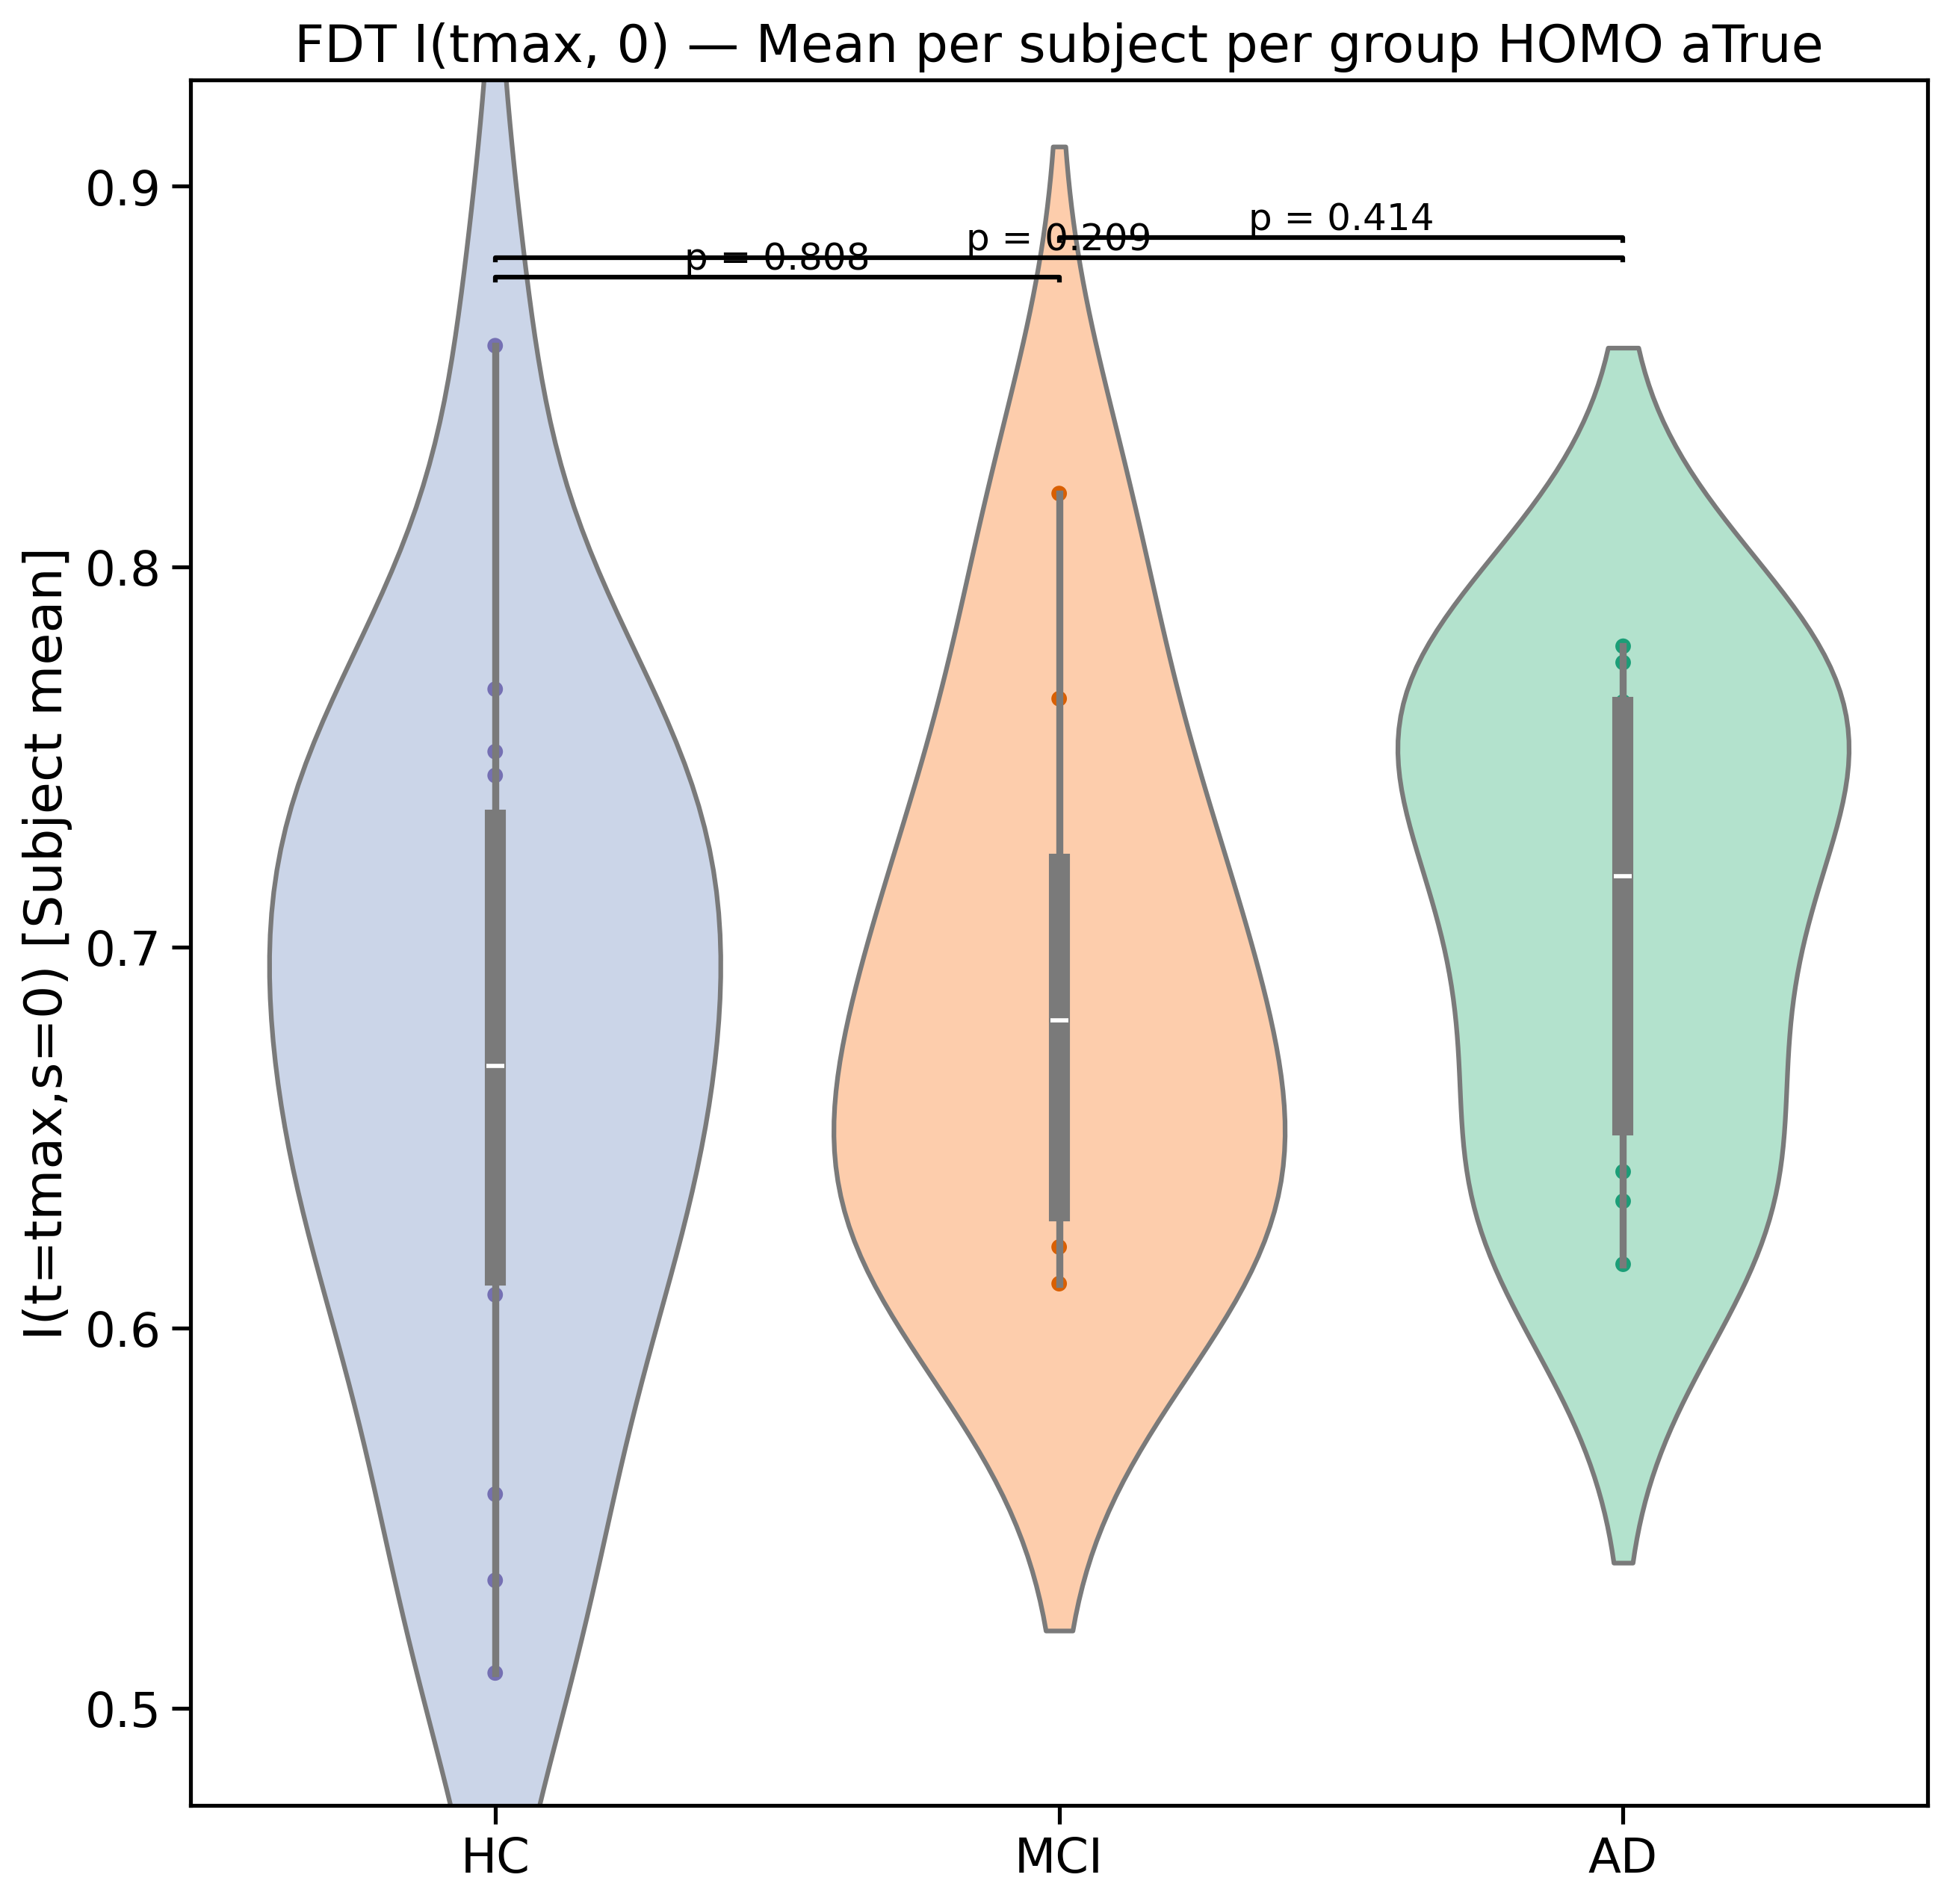 FDT I(tmax, 0) — Mean per subject per group HOMO aTrue
I(t=tmax,s=0) [Subject mean]
0.9
0.8
0.7
0.6
0.5
p = 0.414
p = 0.209
p = 0.808
HC
MCI
AD